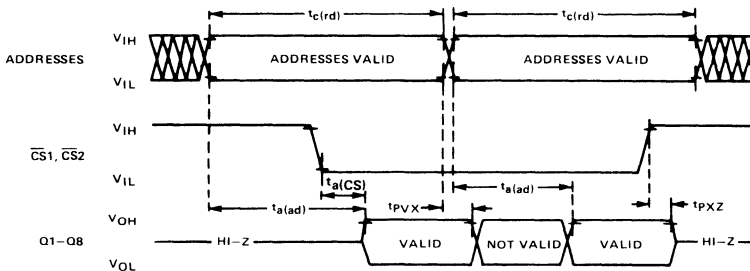 tc(rd) tc(rd)
ADDRESSES VIH ADDRESSES VALID ADDRESSES VALID
VIL
VIH
CS1, CS2
VIL
ta(CS) ta(ad)
ta(ad) tPVX tPXZ
VOH
Q1-Q8 HI-Z VALID NOT VALID VALID HI-Z
VOL